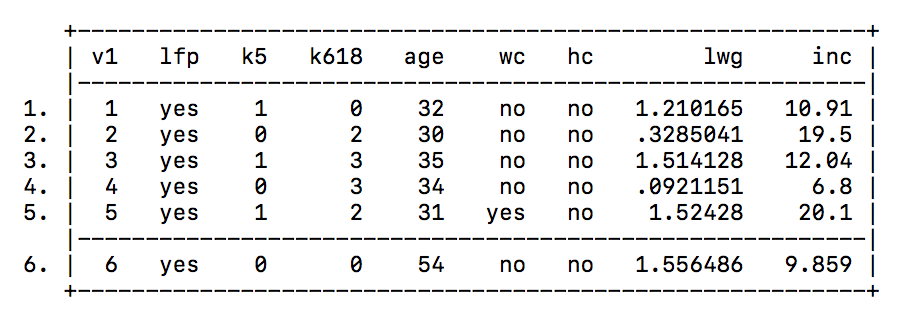 v1 lfp k5 k618 age wc hc lwg inc
1. 1 yes 1 0 32 no no 1.210165 10.91
2. 2 yes 0 2 30 no no .3285041 19.5
3. 3 yes 1 3 35 no no 1.514128 12.04
4. 4 yes 0 3 34 no no .0921151 6.8
5. 5 yes 1 2 31 yes no 1.52428 20.1
6. 6 yes 0 0 54 no no 1.556486 9.859